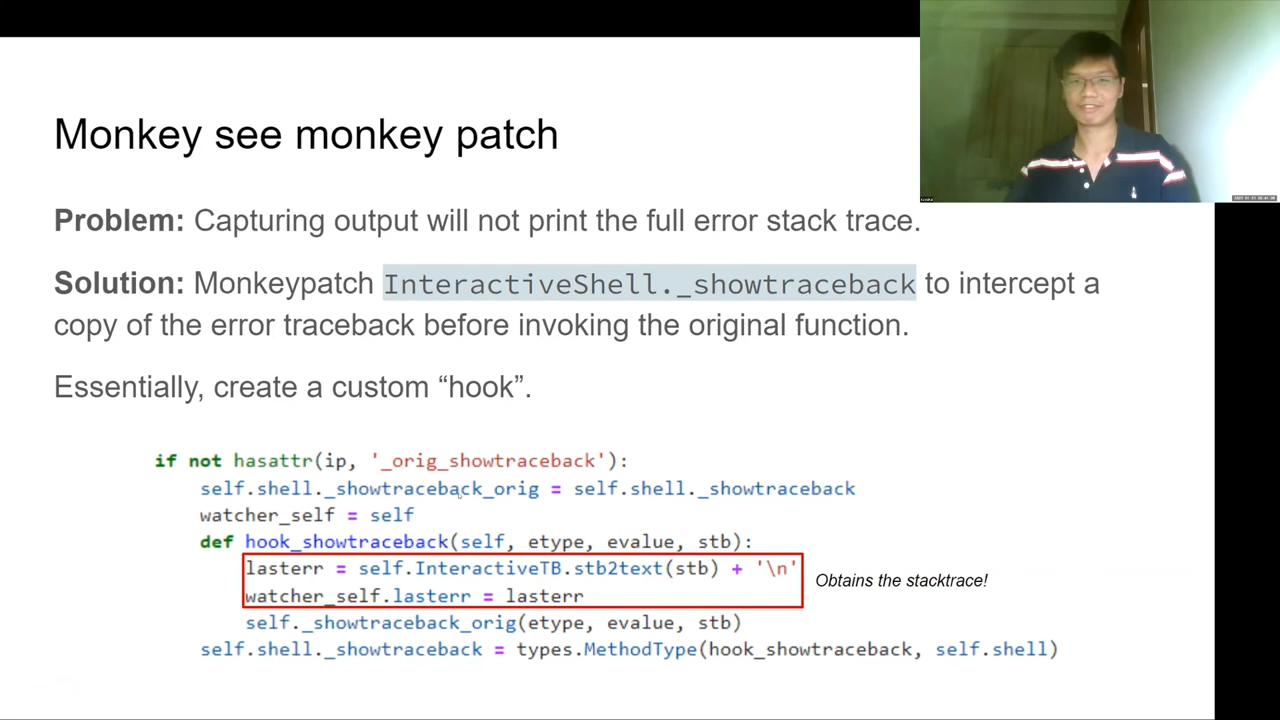 Monkey see monkey patch
Problem: Capturing output will not print the full error stack trace.
Solution: Monkeypatch InteractiveShell._showtraceback to intercept a
copy of the error traceback before invoking the original function.
Essentially, create a custom “hook”.
if not hasattr(ip, '_orig_showtraceback'):
self.shell._showtraceback_orig = self.shell._showtraceback
watcher_self = self
def hook_showtraceback(self, etype, evalue, stb):
lasterr = self.InteractiveTB.stb2text(stb) + '\n'
watcher_self.lasterr = lasterr
Obtains the stacktrace!
self._showtraceback_orig(etype, evalue, stb)
self.shell._showtraceback = types.MethodType(hook_showtraceback, self.shell)